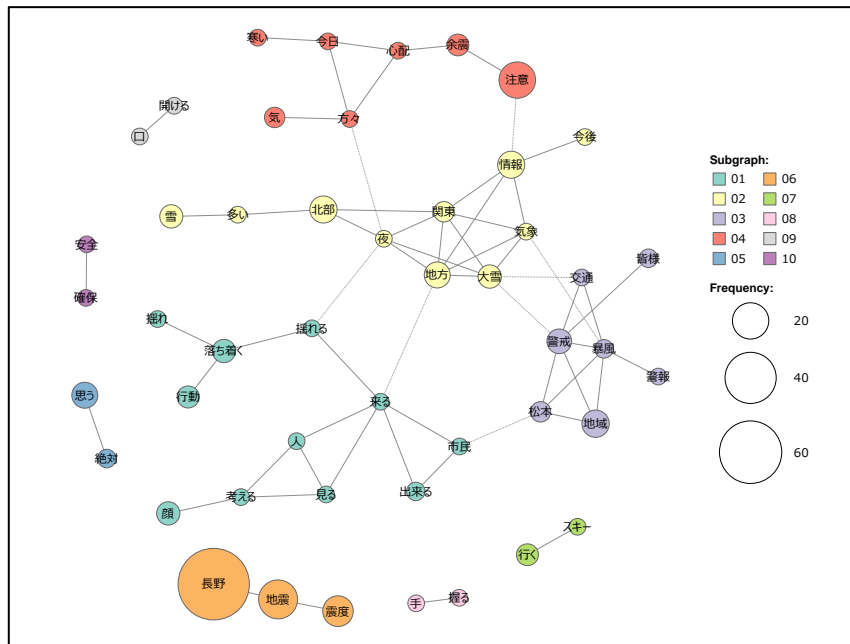 寒い
今日
心配
余震
注意
開ける
口
気
方々
今後
情報
雪
多い
北部
関東
夜
気象
地方
大雪
安全
確保
交通
皆様
揺れ
揺れる
落ち着く
警戒
暴風
警報
行動
思う
来る
松本
地域
絶対
人
市民
考える
見る
出来る
顔
スキー
行く
長野
地震
震度
手
握る
Subgraph:
01 06
02 07
03 08
04 09
05 10
Frequency:
20
40
60